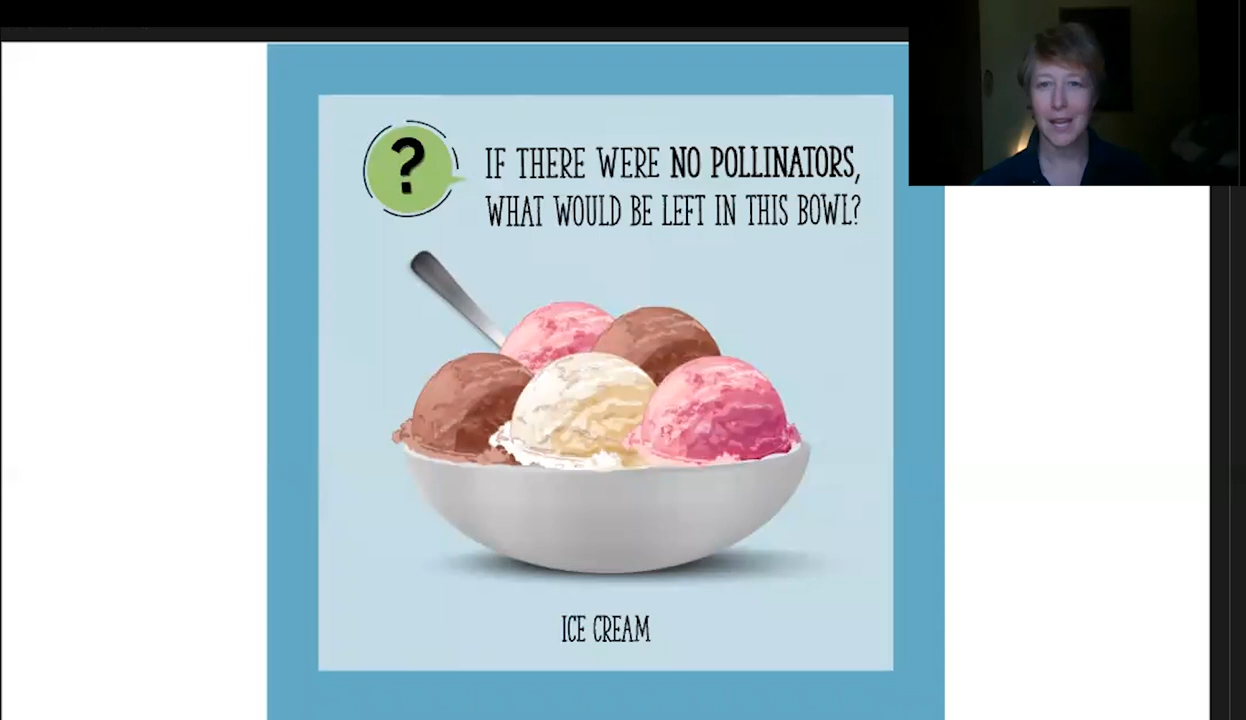 ?
IF THERE WERE NO POLLINATORS,
WHAT WOULD BE LEFT IN THIS BOWL?
ICE CREAM